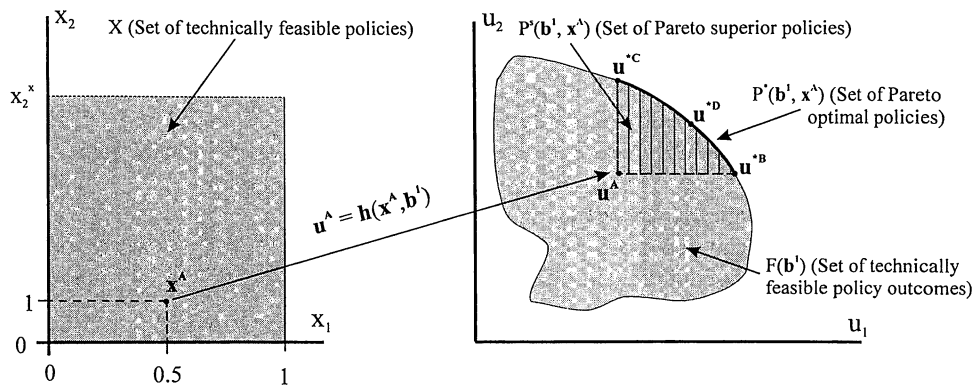 x₂
X (Set of technically feasible policies)
x₂ˣ
xᴬ
1
x₁
0
0
0.5
1
uᴬ = h(xᴬ,b¹)
u₂
Pˢ(b¹, xᴬ) (Set of Pareto superior policies)
u*ᶜ
P*(b¹, xᴬ) (Set of Pareto
optimal policies)
u*ᴰ
u*ᴮ
uᴬ
F(b¹) (Set of technically
feasible policy outcomes)
u₁